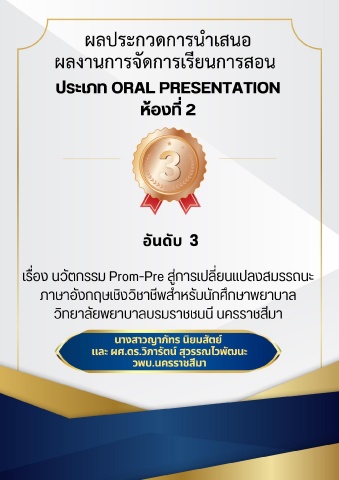 ผลประกวดการนำเสนอ
ผลงานการจัดการเรียนการสอน
ประเภท ORAL PRESENTATION
ห้องที่ 2
3
อันดับ 3
เรื่อง นวัตกรรม Prom-Pre สู่การเปลี่ยนแปลงสมรรถนะ
ภาษาอังกฤษเชิงวิชาชีพสำหรับนักศึกษาพยาบาล
วิทยาลัยพยาบาลบรมราชชนนี นครราชสีมา
นางสาวญาภัทร นิยมสัตย์
และ ผศ.ดร.วิภารัตน์ สุวรรณไวพัฒนะ
วพบ.นครราชสีมา